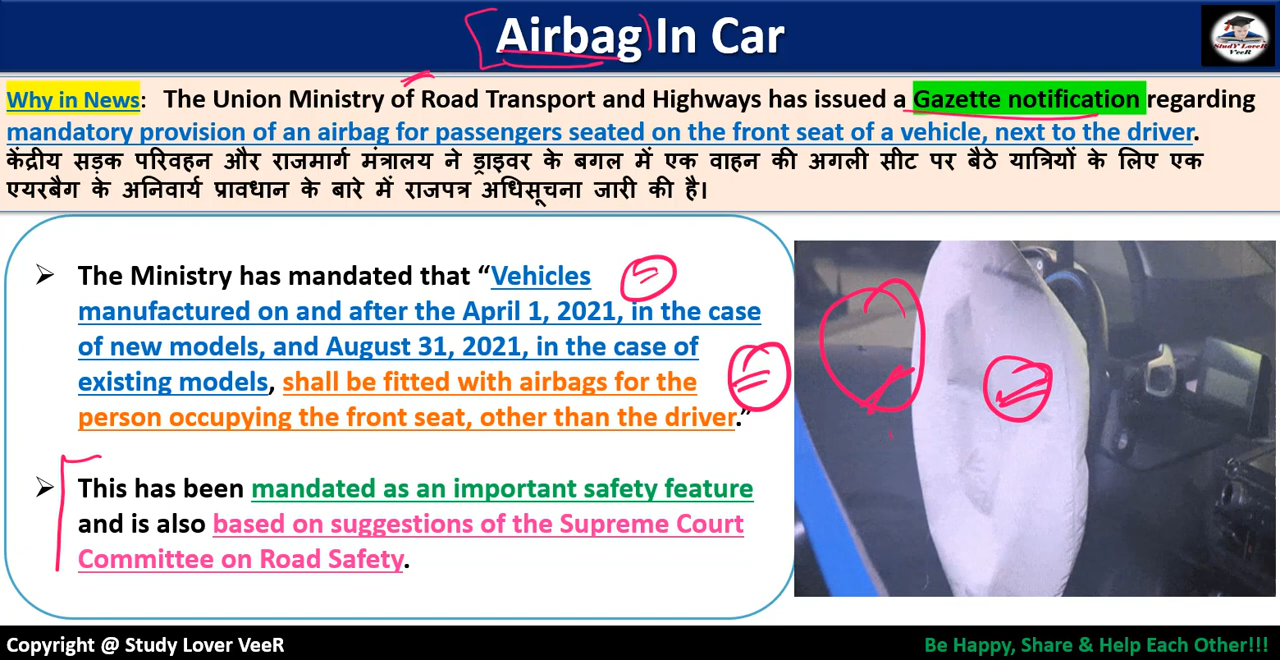 Airbag In Car
StudY LoveR
VeeR
Why in News: The Union Ministry of Road Transport and Highways has issued a Gazette notification regarding
mandatory provision of an airbag for passengers seated on the front seat of a vehicle, next to the driver.
केंद्रीय सड़क परिवहन और राजमार्ग मंत्रालय ने ड्राइवर के बगल में एक वाहन की अगली सीट पर बैठे यात्रियों के लिए एक
एयरबैग के अनिवार्य प्रावधान के बारे में राजपत्र अधिसूचना जारी की है।
➢ The Ministry has mandated that “Vehicles
manufactured on and after the April 1, 2021, in the case
of new models, and August 31, 2021, in the case of
existing models, shall be fitted with airbags for the
person occupying the front seat, other than the driver.”
➢ This has been mandated as an important safety feature
and is also based on suggestions of the Supreme Court
Committee on Road Safety.
Copyright @ Study Lover VeeR
Be Happy, Share & Help Each Other!!!